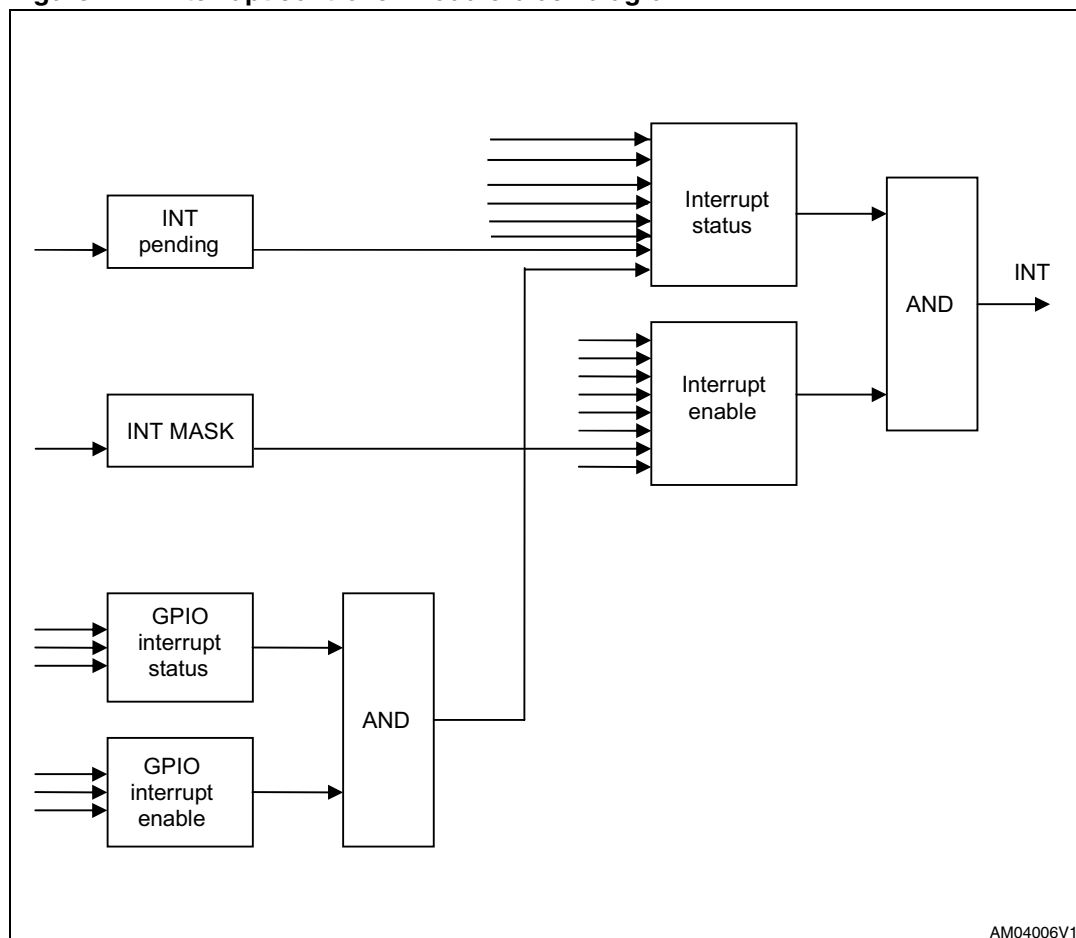 INT
pending
Interrupt
status
INT
AND
Interrupt
enable
INT MASK
GPIO
interrupt
status
AND
GPIO
interrupt
enable
AM04006V1